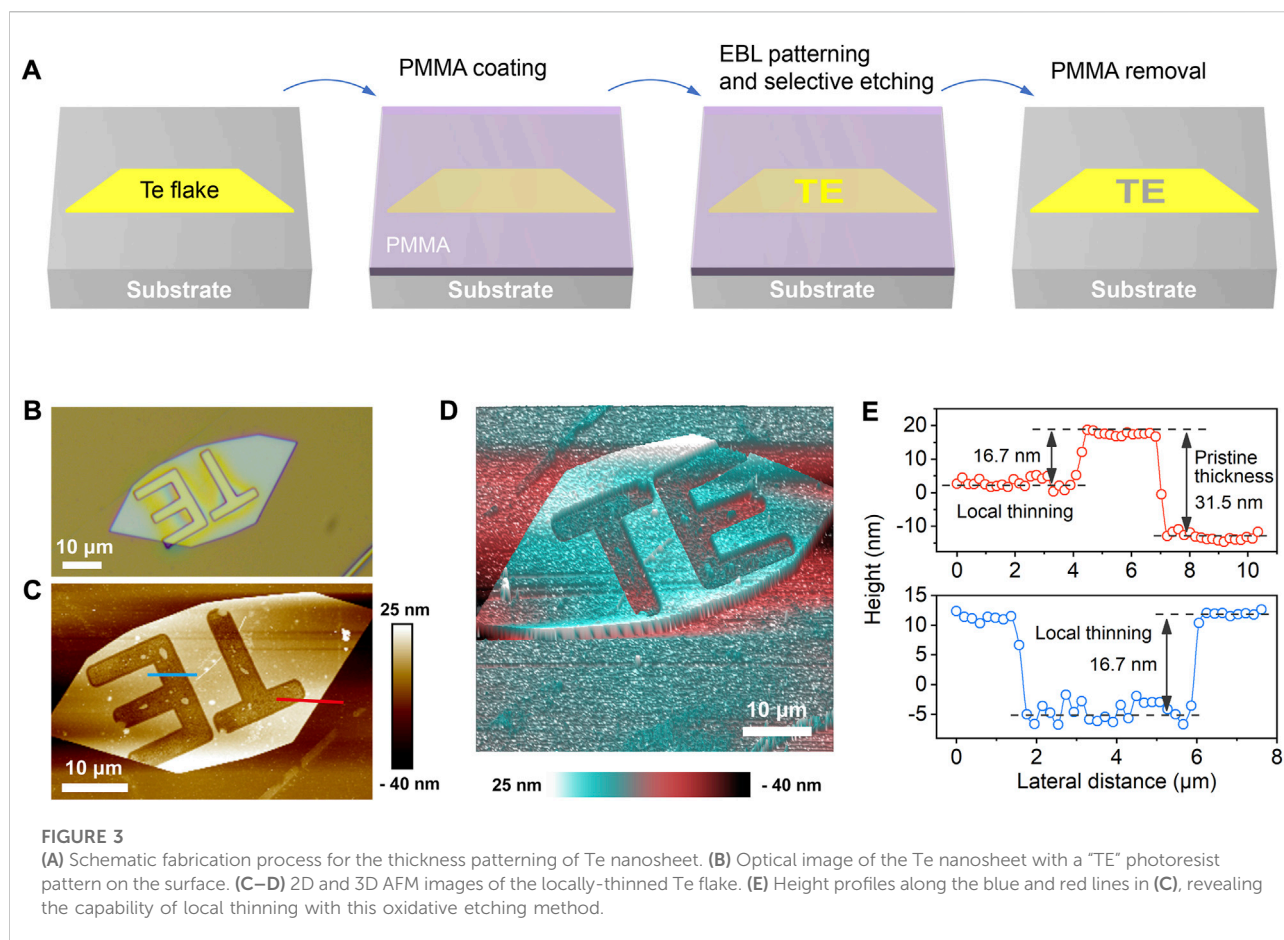 A
PMMA coating
EBL patterning
and selective etching
PMMA removal
Te flake
TE
TE
PMMA
Substrate
Substrate
Substrate
Substrate
B
TE
10 µm
C
TE
10 µm
25 nm
- 40 nm
D
TE
10 µm
25 nm
- 40 nm
E
Height (nm)
20
10
0
-10
16.7 nm
Local thinning
Pristine
thickness
31.5 nm
0 2 4 6 8 10
15
10
5
0
-5
Local thinning
16.7 nm
0 2 4 6 8
Lateral distance (µm)
FIGURE 3
(A) Schematic fabrication process for the thickness patterning of Te nanosheet. (B) Optical image of the Te nanosheet with a “TE” photoresist
pattern on the surface. (C–D) 2D and 3D AFM images of the locally-thinned Te flake. (E) Height profiles along the blue and red lines in (C), revealing
the capability of local thinning with this oxidative etching method.